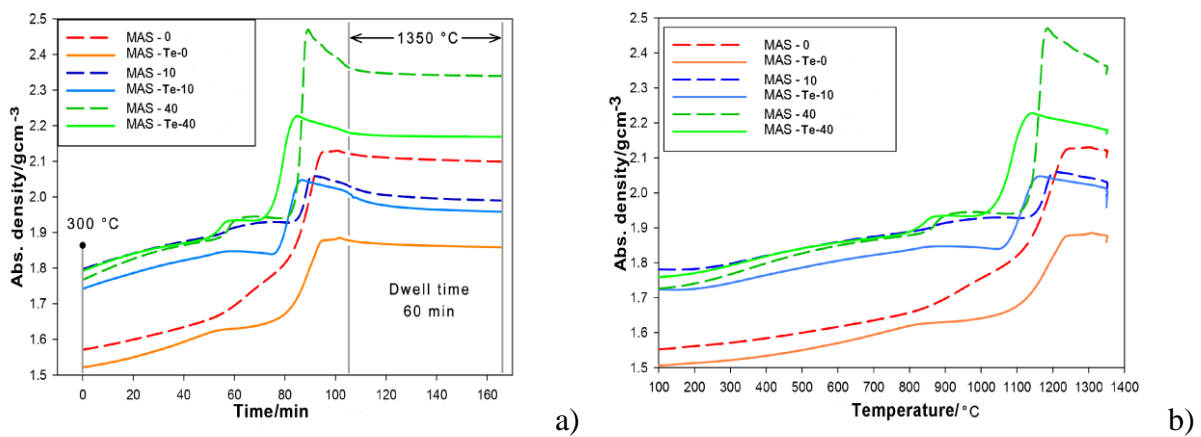 2.5
2.4
2.3
2.2
2.1
2.0
1.9
1.8
1.7
1.6
1.5
Abs. density/gcm-3
MAS - 0
MAS - Te-0
MAS - 10
MAS - Te-10
MAS - 40
MAS - Te-40
1350 °C
300 °C
Dwell time
60 min
0 20 40 60 80 100 120 140 160
Time/min
a)
2.5
2.4
2.3
2.2
2.1
2.0
1.9
1.8
1.7
1.6
1.5
Abs. density/gcm-3
MAS - 0
MAS - Te-0
MAS - 10
MAS - Te-10
MAS - 40
MAS - Te-40
100 200 300 400 500 600 700 800 900 1000 1100 1200 1300 1400
Temperature/°C
b)